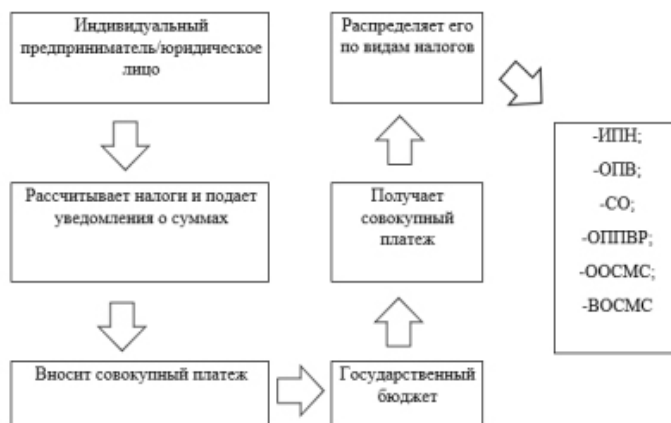 Индивидуальный
предприниматель/юридическое
лицо
Рассчитывает налоги и подает
уведомления о суммах
Вносит совокупный платеж
Государственный
бюджет
Получает
совокупный
платеж
Распределяет его
по видам налогов
-ИПН;
-ОПВ;
-СО;
-ОППВР;
-ООСМС;
-ВОСМС